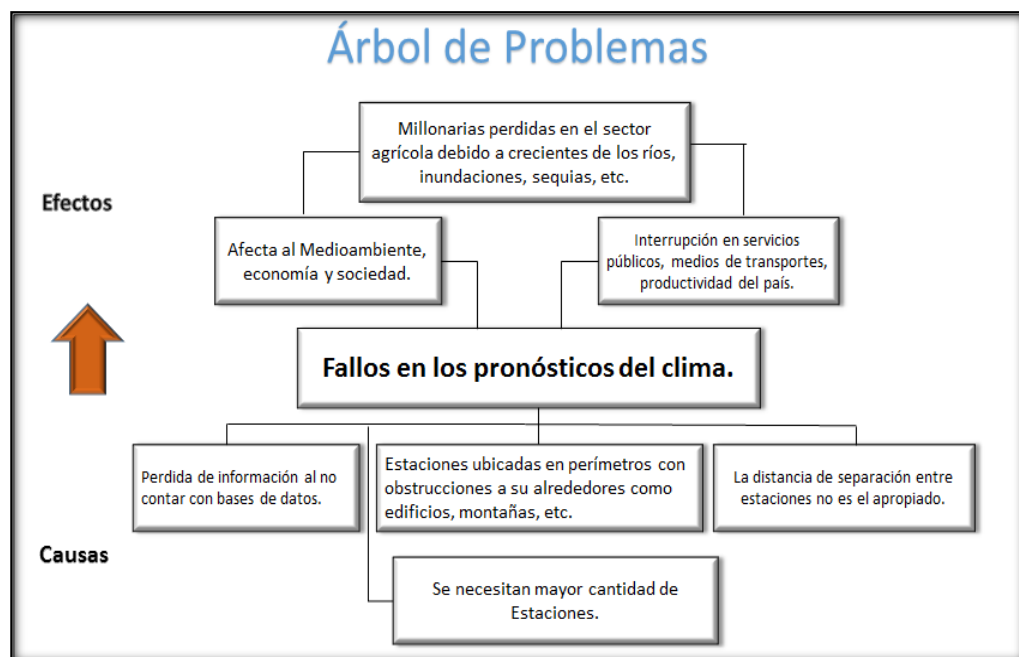 Árbol de Problemas
Millonarias perdidas en el sector
agrícola debido a crecientes de los ríos,
inundaciones, sequias, etc.
Efectos
Afecta al Medioambiente,
economía y sociedad.
Interrupción en servicios
públicos, medios de transportes,
productividad del país.
Fallos en los pronósticos del clima.
Perdida de información al no
contar con bases de datos.
Estaciones ubicadas en perímetros con
obstrucciones a su alrededores como
edificios, montañas, etc.
La distancia de separación entre
estaciones no es el apropiado.
Causas
Se necesitan mayor cantidad de
Estaciones.